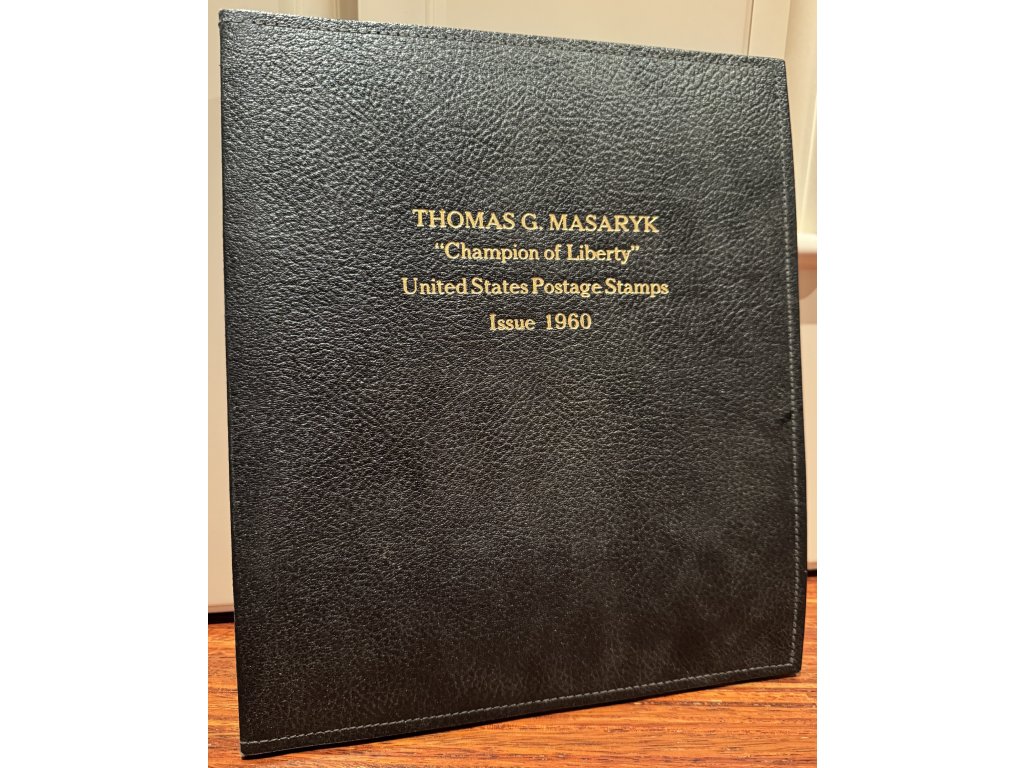 THOMAS G. MASARYK
“Champion of Liberty”
United States Postage Stamps
Issue 1960